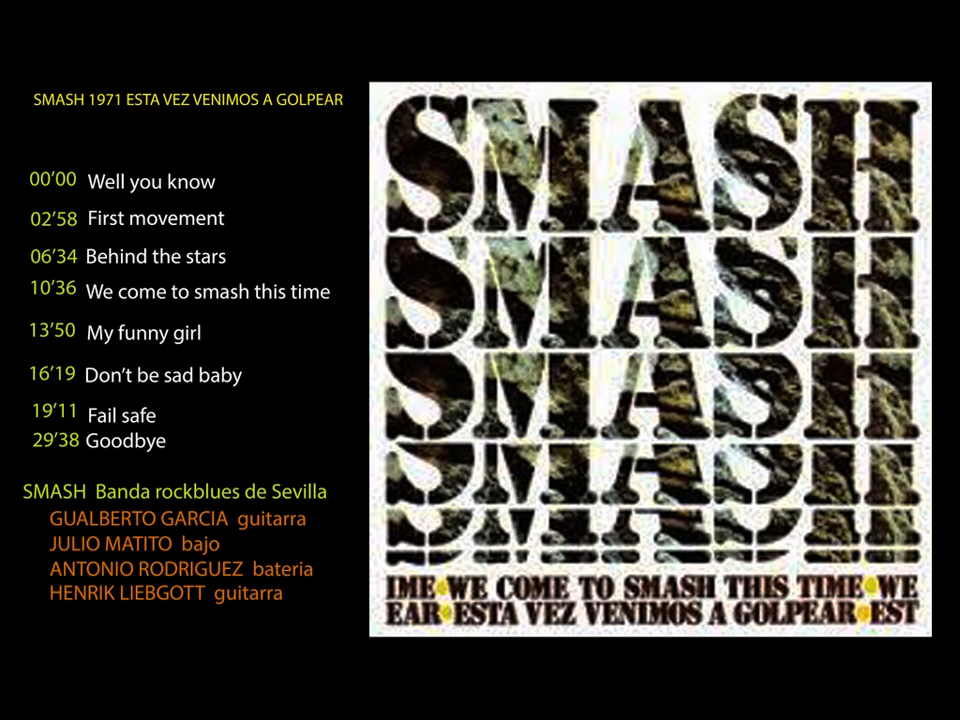 SMASH 1971 ESTA VEZ VENIMOS A GOLPEAR
00'00 Well you know
02'58 First movement
06'34 Behind the stars
10'36 We come to smash this time
13'50 My funny girl
16'19 Don't be sad baby
19'11 Fail safe
29'38 Goodbye
SMASH Banda rockblues de Sevilla
GUALBERTO GARCIA guitarra
JULIO MATITO bajo
ANTONIO RODRIGUEZ bateria
HENRIK LIEBGOTT guitarra
SMASH
SMASH
SMASH
SMASH
IME•WE COME TO SMASH THIS TIME•WE
EAR•ESTA VEZ VENIMOS A GOLPEAR•EST